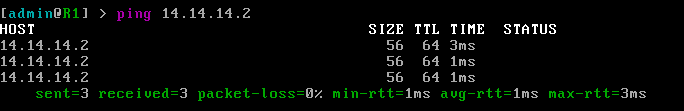 [admin@R1] > ping 14.14.14.2
HOST SIZE TTL TIME STATUS
14.14.14.2 56 64 3ms
14.14.14.2 56 64 1ms
14.14.14.2 56 64 1ms
sent=3 received=3 packet-loss=0% min-rtt=1ms avg-rtt=1ms max-rtt=3ms